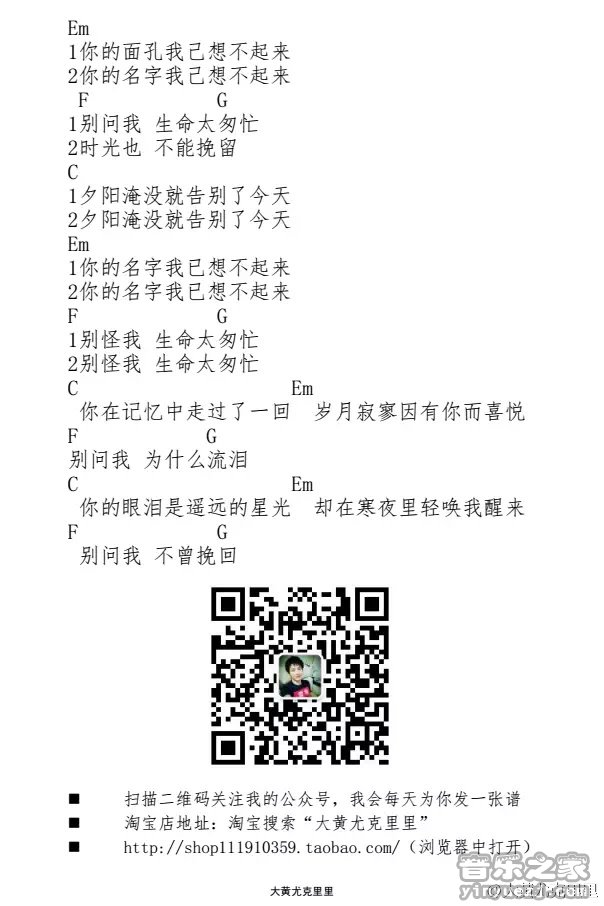 Em
1你的面孔我己想不起来
2你的名字我己想不起来
F G
1别问我 生命太匆忙
2时光也 不能挽留
C
1夕阳淹没就告别了今天
2夕阳淹没就告别了今天
Em
1你的名字我已想不起来
2你的名字我已想不起来
F G
1别怪我 生命太匆忙
2别怪我 生命太匆忙
C Em
你在记忆中走过了一回 岁月寂寥因有你而喜悦
F G
别问我 为什么流泪
C Em
你的眼泪是遥远的星光 却在寒夜里轻唤我醒来
F G
别问我 不曾挽回
■ 扫描二维码关注我的公众号，我会每天为你发一张谱
■ 淘宝店地址：淘宝搜索“大黄尤克里里”
■ http://shop111910359.taobao.com/（浏览器中打开）
音乐之家
大黄尤克里里